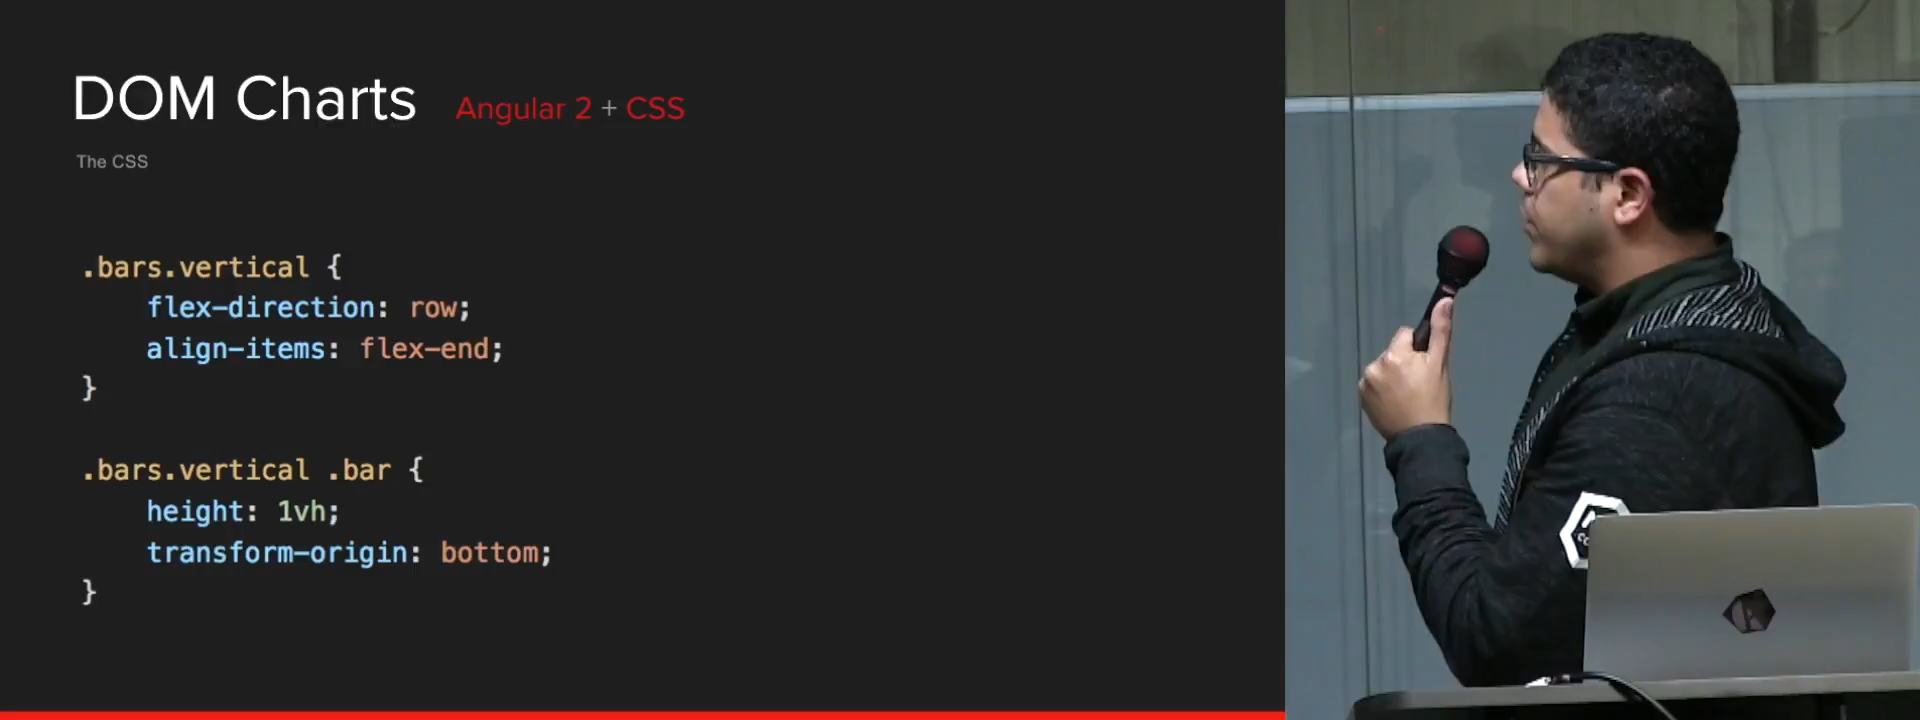 DOM Charts Angular 2 + CSS
The CSS
.bars.vertical {
    flex-direction: row;
    align-items: flex-end;
}
.bars.vertical .bar {
    height: 1vh;
    transform-origin: bottom;
}